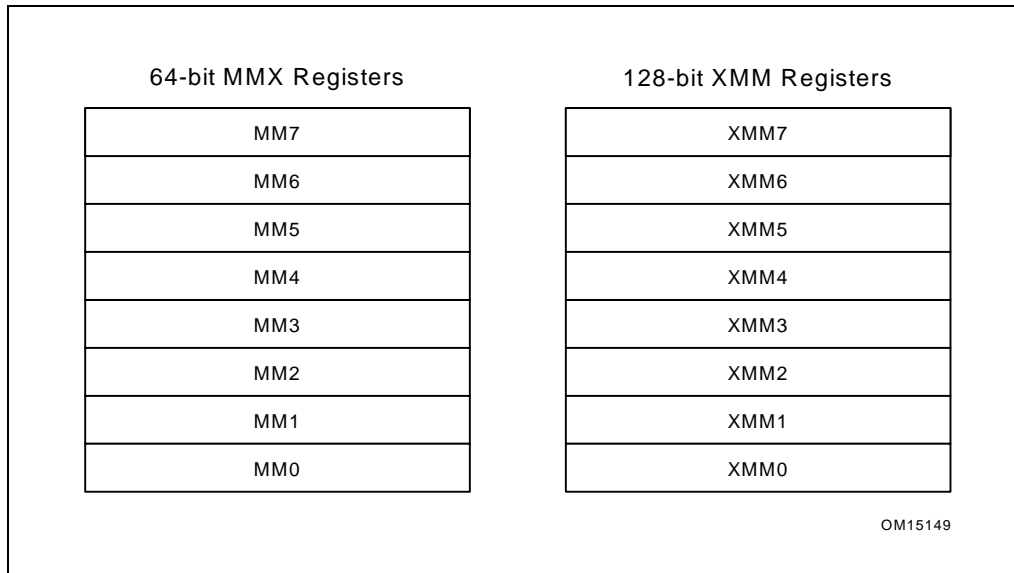 64-bit MMX Registers
MM7
MM6
MM5
MM4
MM3
MM2
MM1
MM0
128-bit XMM Registers
XMM7
XMM6
XMM5
XMM4
XMM3
XMM2
XMM1
XMM0
OM15149